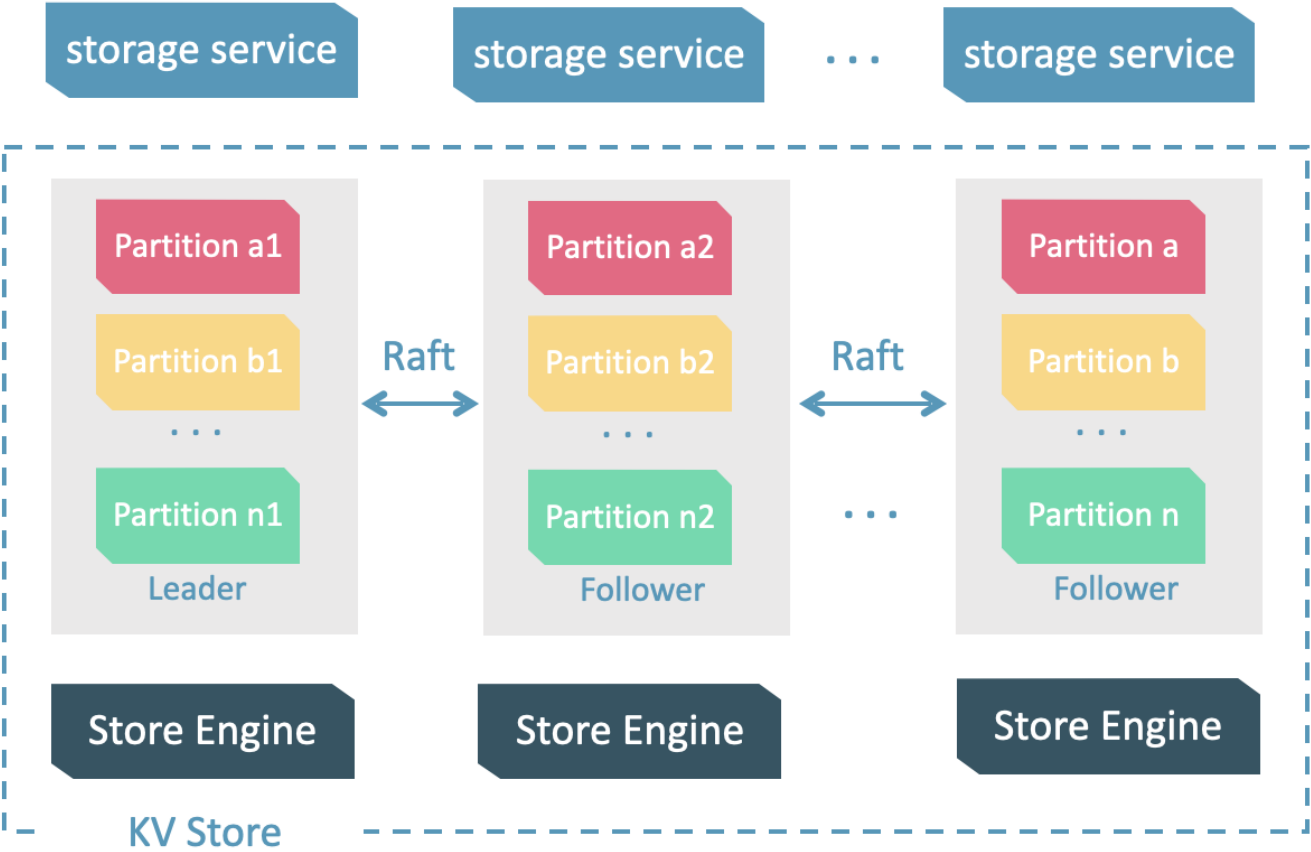 storage service
storage service
...
storage service
Partition a1
Partition a2
Partition a
Partition b1
Raft
Partition b2
Raft
Partition b
...
...
...
Partition n1
Partition n2
...
Partition n
Leader
Follower
Follower
Store Engine
Store Engine
Store Engine
KV Store